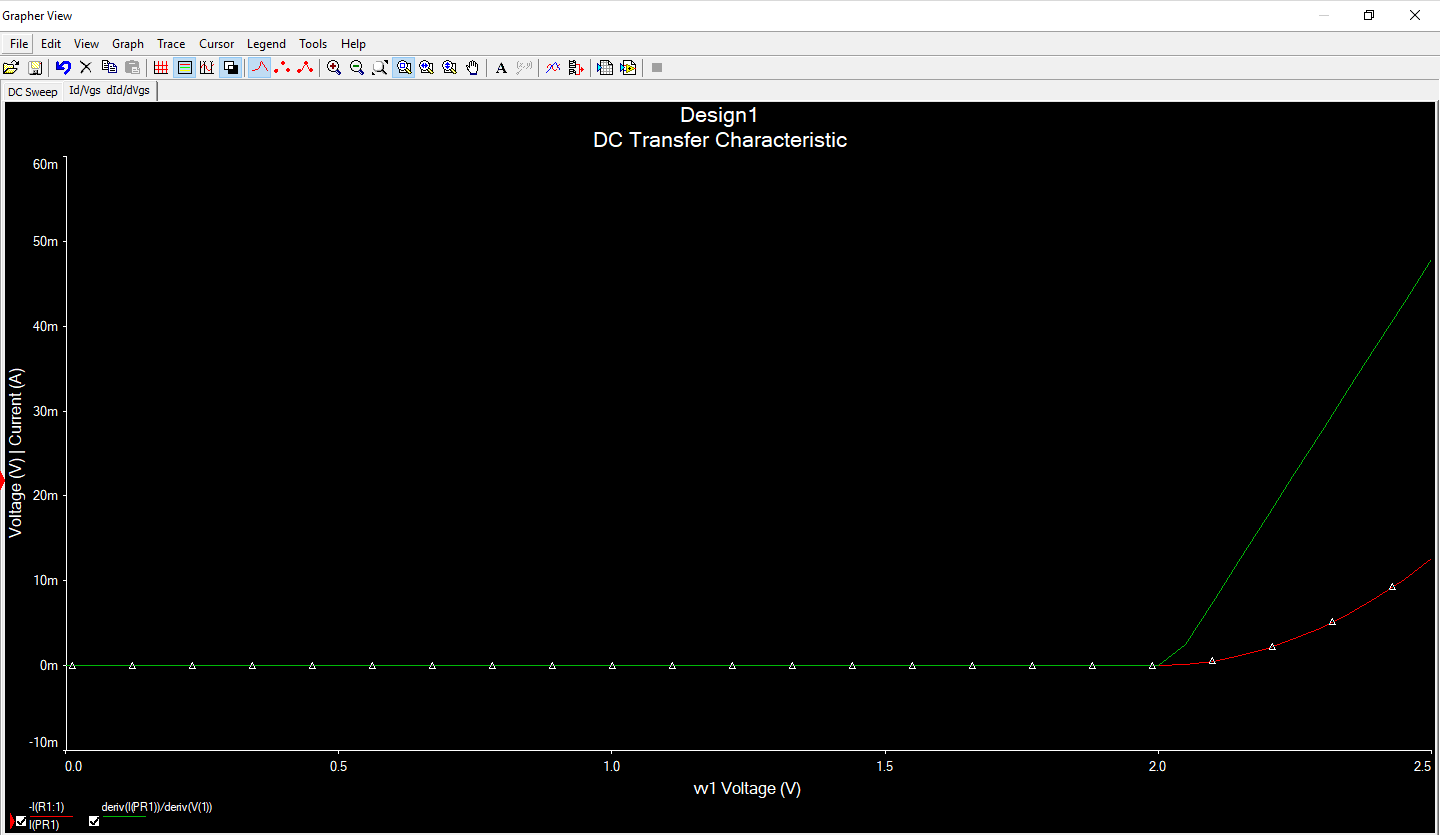 Grapher View
File Edit View Graph Trace Cursor Legend Tools Help
A
DC Sweep Id/Vgs dId/dVgs
Design1
DC Transfer Characteristic
60m
50m
40m
30m
20m
10m
0m
-10m
Voltage (V) | Current (A)
0.0 0.5 1.0 1.5 2.0 2.5
vv1 Voltage (V)
-I(R1:1) deriv(I(PR1))/deriv(V(1))
I(PR1)